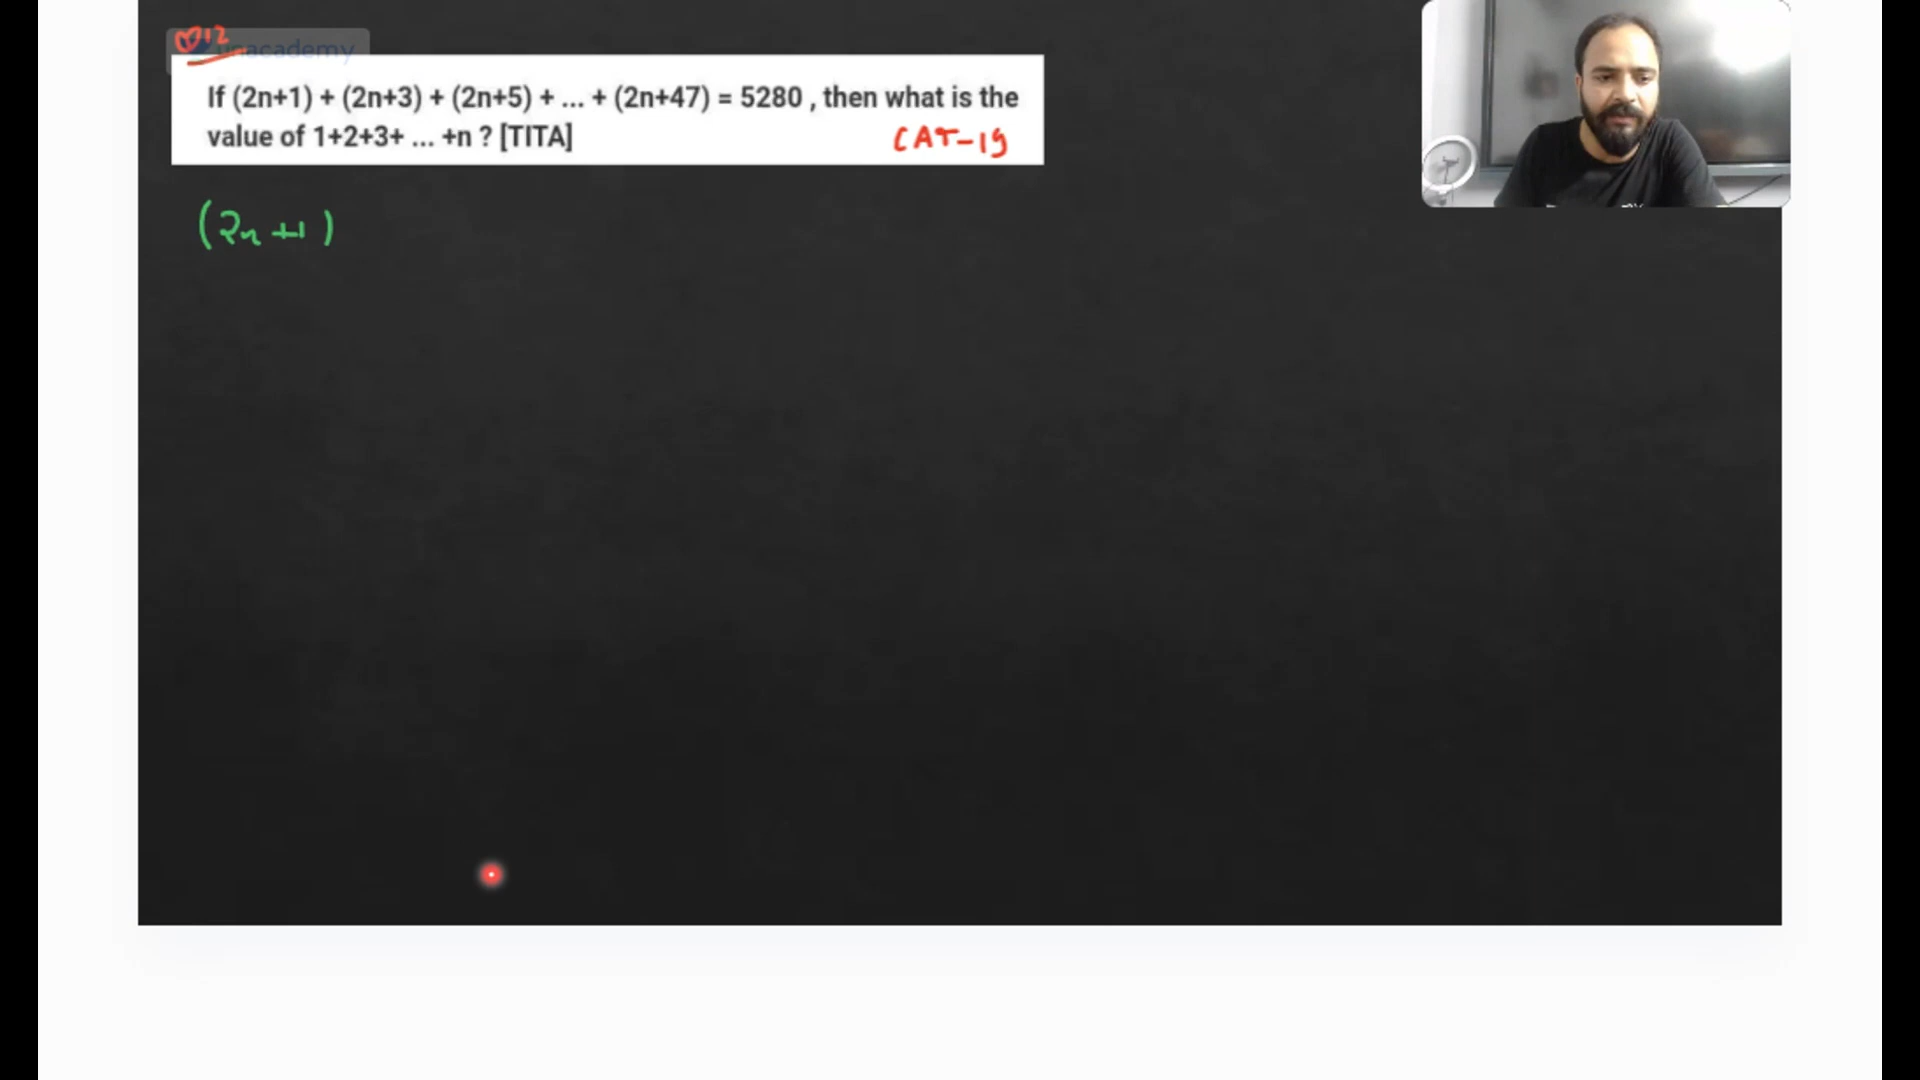 Q12
unacademy
If (2n+1) + (2n+3) + (2n+5) + ... + (2n+47) = 5280 , then what is the
value of 1+2+3+ ... +n ? [TITA]
CAT-19
(2n+1)